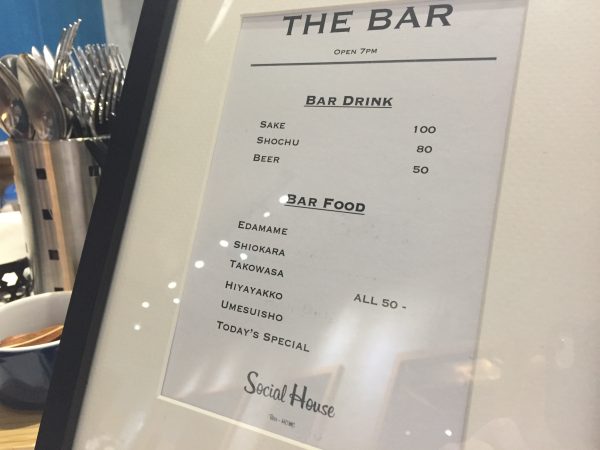 THE BAR
OPEN 7PM
BAR DRINK
SAKE 100
SHOCHU 80
BEER 50
BAR FOOD
EDAMAME
SHIOKARA
TAKOWASA
HIYAYAKKO ALL 50 -
UMESUISHO
TODAY'S SPECIAL
Social House